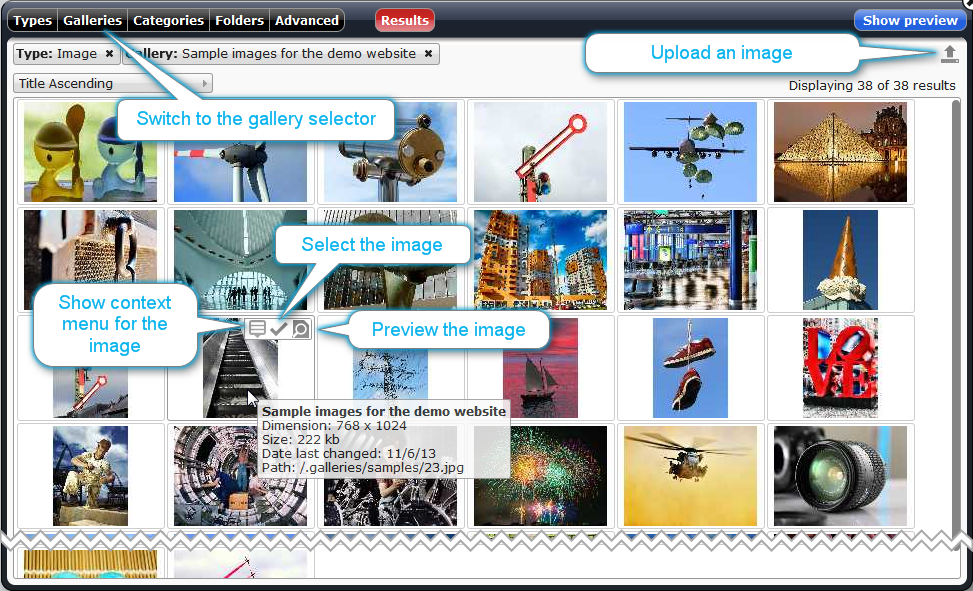 Types Galleries Categories Folders Advanced Results Show preview
Type: Image × Gallery: Sample images for the demo website ×
Upload an image
Title Ascending
Displaying 38 of 38 results
Switch to the gallery selector
Select the image
Show context
menu for the
image
Preview the image
LOVE
Sample images for the demo website
Dimension: 768 x 1024
Size: 222 kb
Date last changed: 11/6/13
Path: /.galleries/samples/23.jpg